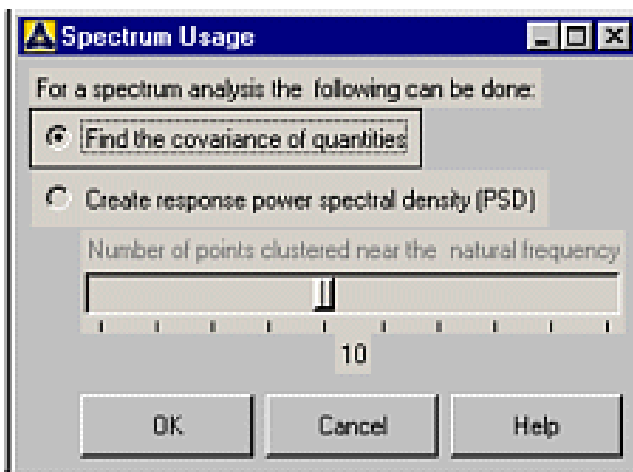 Spectrum Usage
For a spectrum analysis the following can be done:
Find the covariance of quantities
Create response power spectral density (PSD)
Number of points clustered near the natural frequency
10
OK Cancel Help